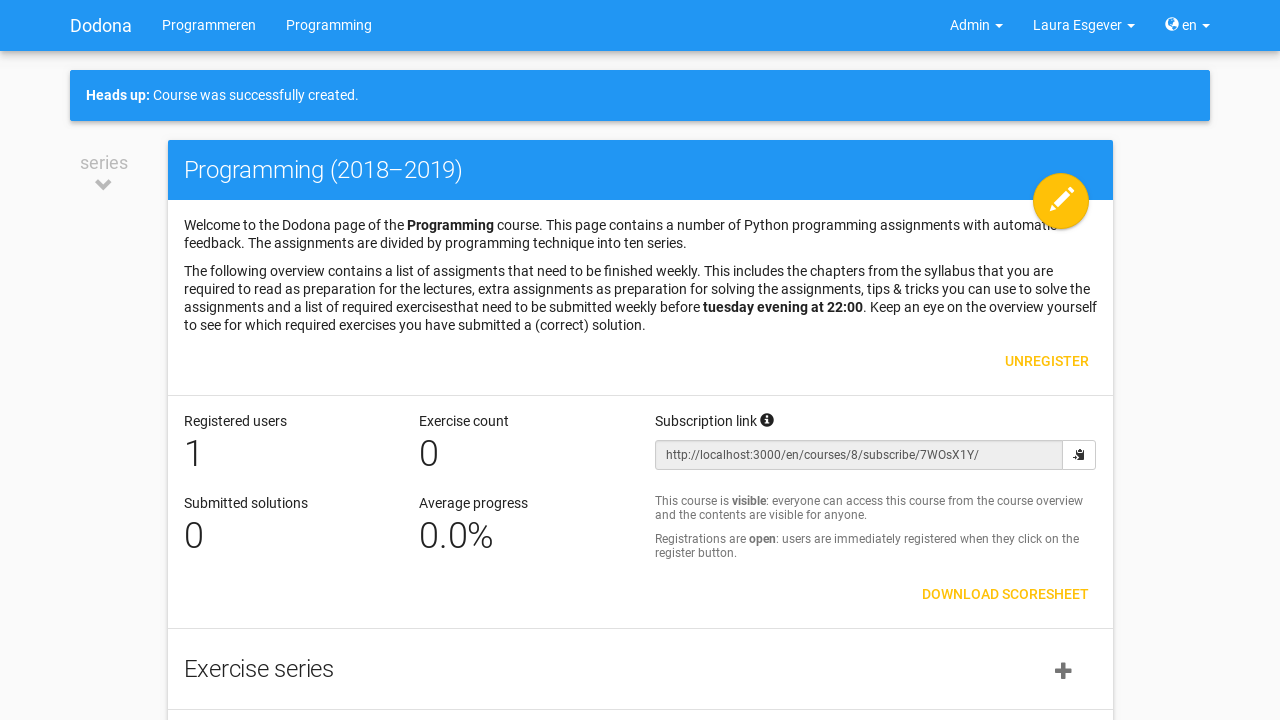 Dodona Programmeren Programming Admin Laura Esgever en
Heads up: Course was successfully created.
series
Programming (2018–2019)
Welcome to the Dodona page of the Programming course. This page contains a number of Python programming assignments with automatic
feedback. The assignments are divided by programming technique into ten series.
The following overview contains a list of assigments that need to be finished weekly. This includes the chapters from the syllabus that you are
required to read as preparation for the lectures, extra assignments as preparation for solving the assignments, tips & tricks you can use to solve the
assignments and a list of required exercisesthat need to be submitted weekly before tuesday evening at 22:00. Keep an eye on the overview yourself
to see for which required exercises you have submitted a (correct) solution.
UNREGISTER
Registered users
1
Exercise count
0
Subscription link
http://localhost:3000/en/courses/8/subscribe/7WOsX1Y/
Submitted solutions
0
Average progress
0.0%
This course is visible: everyone can access this course from the course overview
and the contents are visible for anyone.
Registrations are open: users are immediately registered when they click on the
register button.
DOWNLOAD SCORESHEET
Exercise series